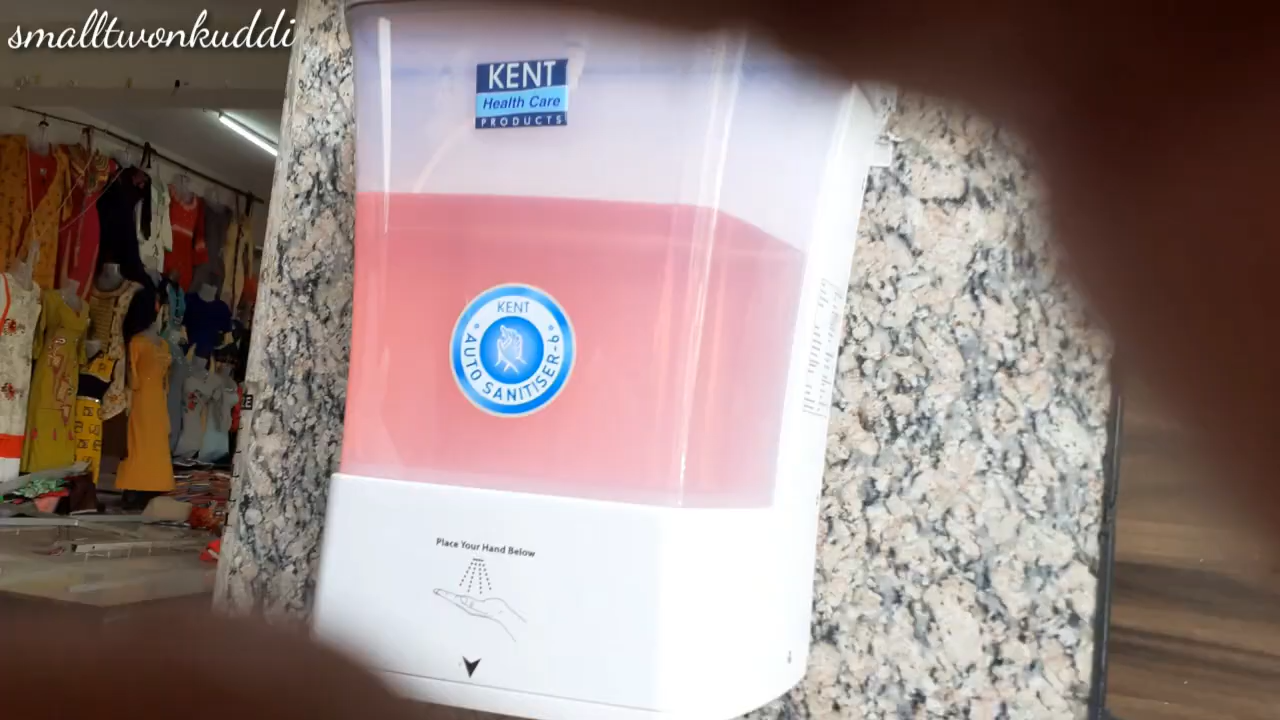 smalltwonkuddi
KENT
Health Care
PRODUCTS
KENT
AUTO SANITISER-6
Place Your Hand Below